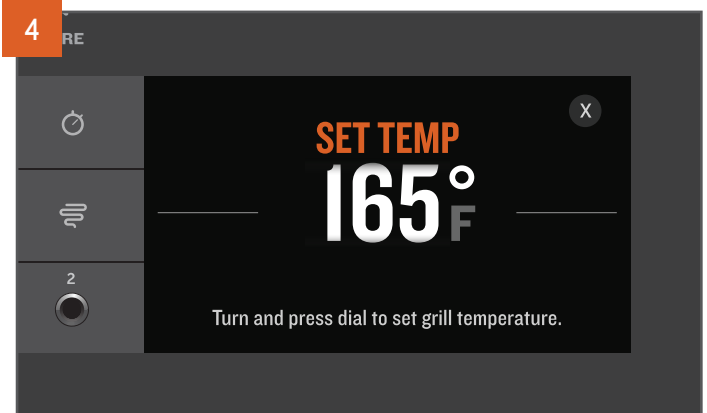 4
RE
X
SET TEMP
165°F
2
Turn and press dial to set grill temperature.